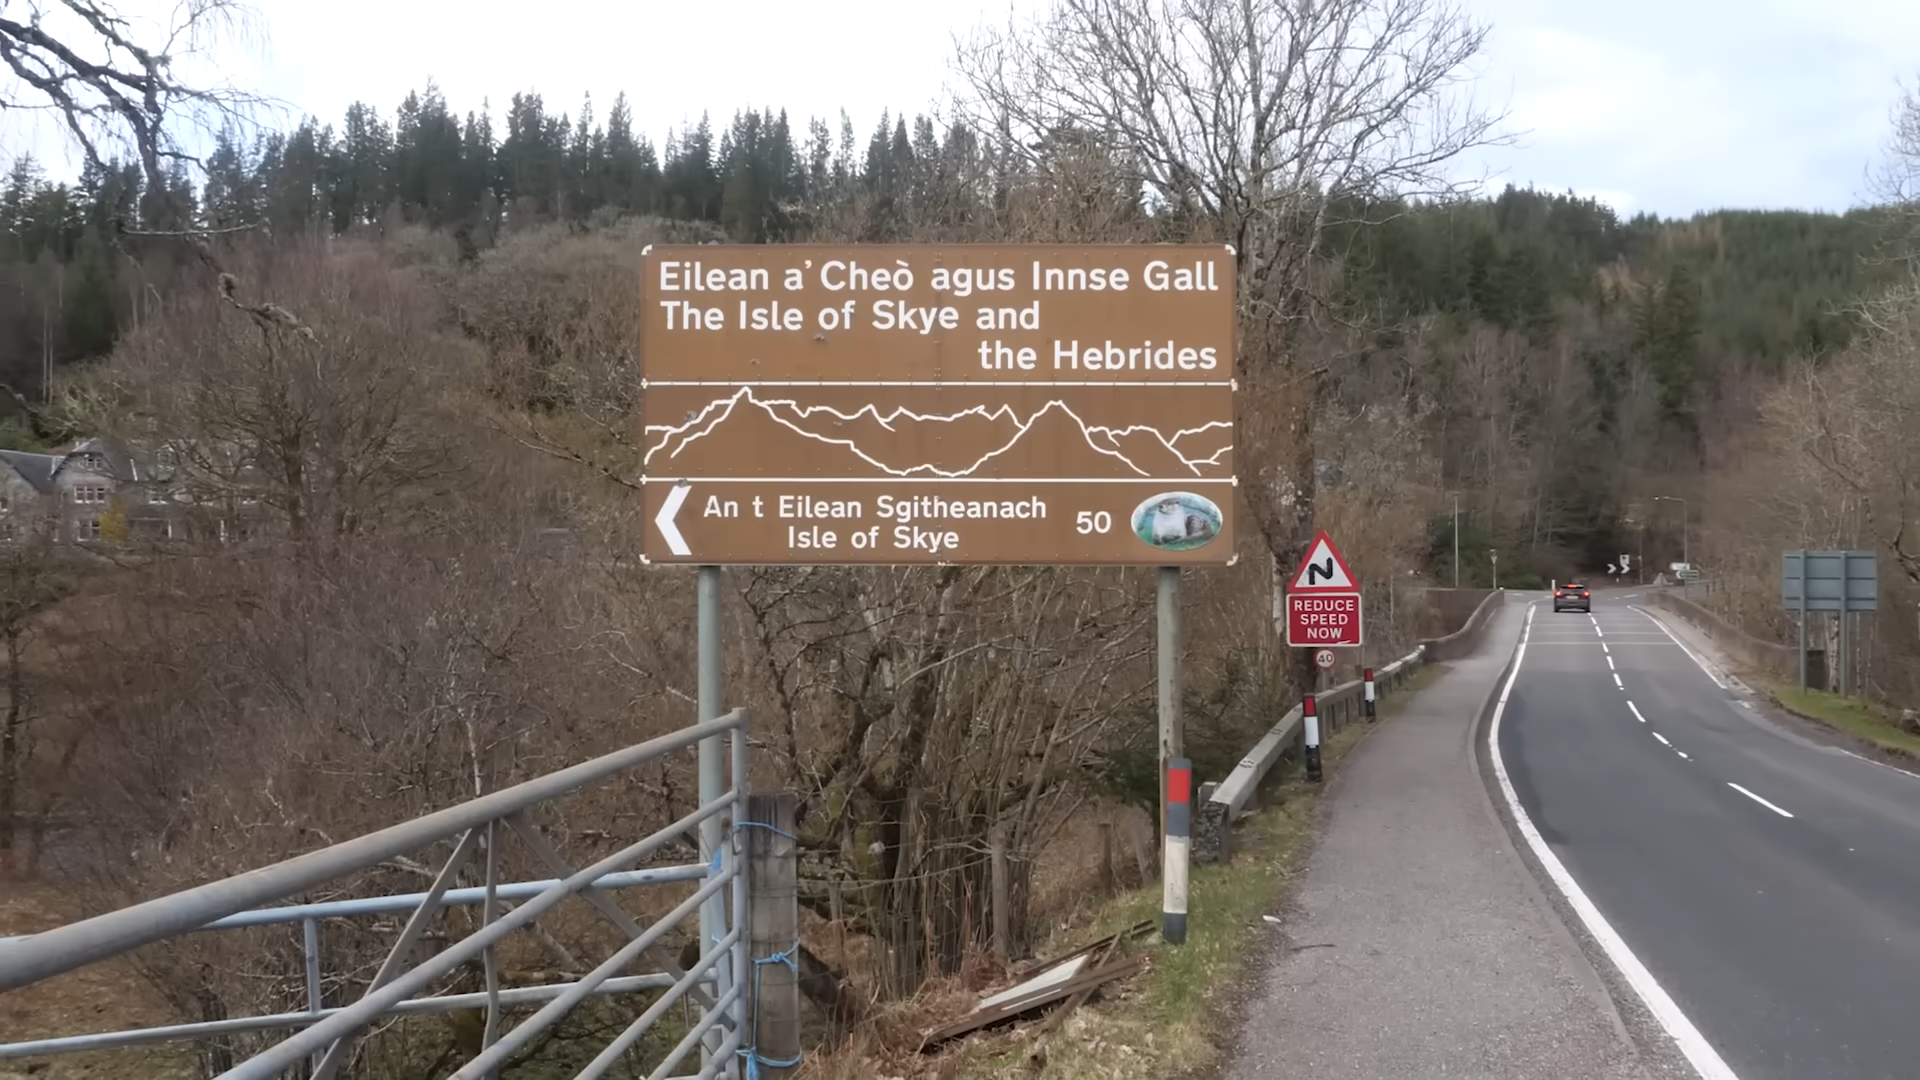 Eilean a' Cheò agus Innse Gall
The Isle of Skye and
the Hebrides
An t Eilean Sgitheanach
Isle of Skye
50
REDUCE
SPEED
NOW
40